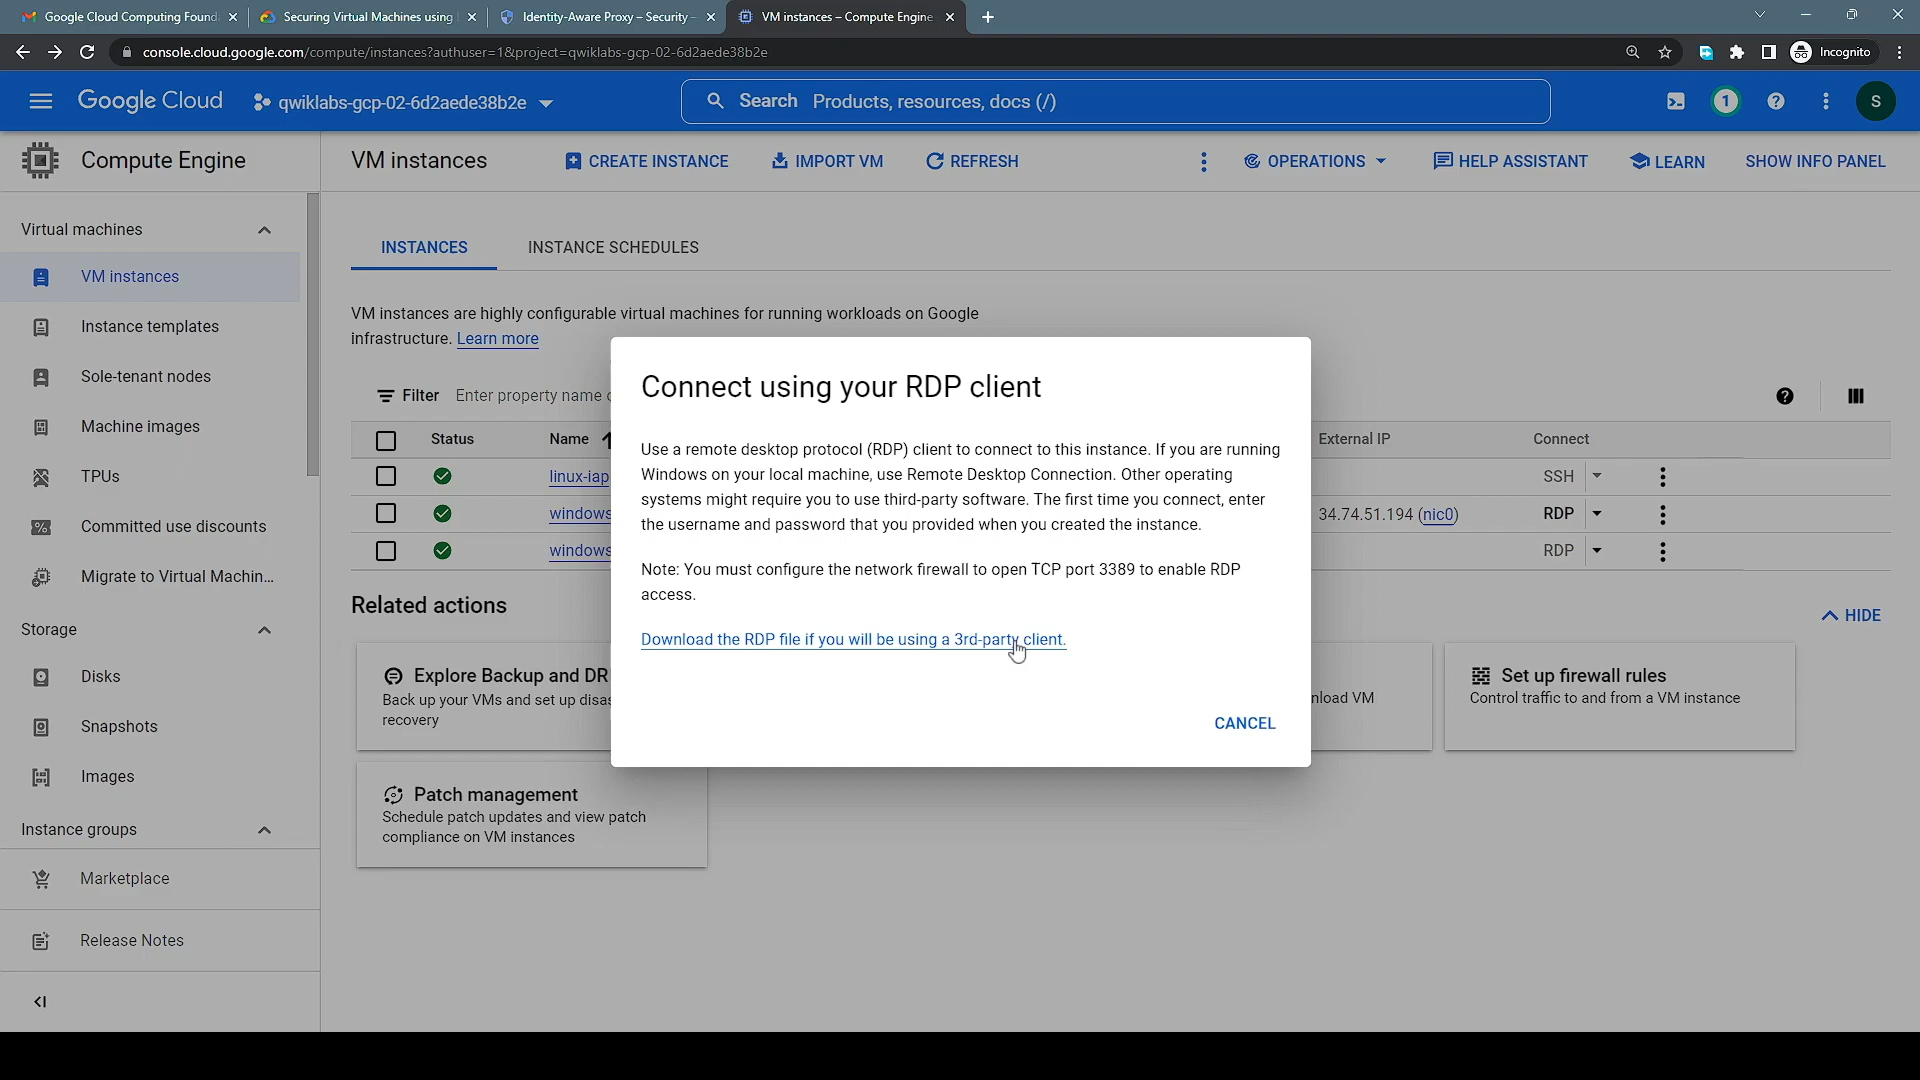 Google Cloud Computing Found
Securing Virtual Machines using
Identity-Aware Proxy – Security –
VM instances – Compute Engine
console.cloud.google.com/compute/instances?authuser=1&project=qwiklabs-gcp-02-6d2aede38b2e
Incognito
Google Cloud
qwiklabs-gcp-02-6d2aede38b2e
Search Products, resources, docs (/)
1
S
Compute Engine
VM instances
CREATE INSTANCE
IMPORT VM
REFRESH
OPERATIONS
HELP ASSISTANT
LEARN
SHOW INFO PANEL
Virtual machines
VM instances
Instance templates
Sole-tenant nodes
Machine images
TPUs
Committed use discounts
Migrate to Virtual Machin...
Storage
Disks
Snapshots
Images
Instance groups
Marketplace
Release Notes
INSTANCES
INSTANCE SCHEDULES
VM instances are highly configurable virtual machines for running workloads on Google
infrastructure. Learn more
Filter Enter property name
Status Name External IP Connect
linux-iap SSH
windows 34.74.51.194 (nic0) RDP
windows RDP
Related actions
HIDE
Explore Backup and DR
Back up your VMs and set up disas
recovery
nload VM
Set up firewall rules
Control traffic to and from a VM instance
Patch management
Schedule patch updates and view patch
compliance on VM instances
Connect using your RDP client
Use a remote desktop protocol (RDP) client to connect to this instance. If you are running
Windows on your local machine, use Remote Desktop Connection. Other operating
systems might require you to use third-party software. The first time you connect, enter
the username and password that you provided when you created the instance.
Note: You must configure the network firewall to open TCP port 3389 to enable RDP
access.
Download the RDP file if you will be using a 3rd-party client.
CANCEL